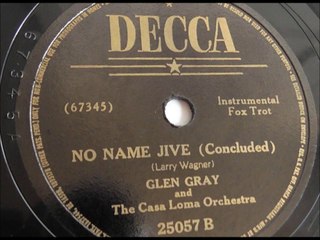 DECCA
(67345)
Instrumental
Fox Trot
NO NAME JIVE (Concluded)
(Larry Wagner)
GLEN GRAY
and
The Casa Loma Orchestra
25057 B
67345A